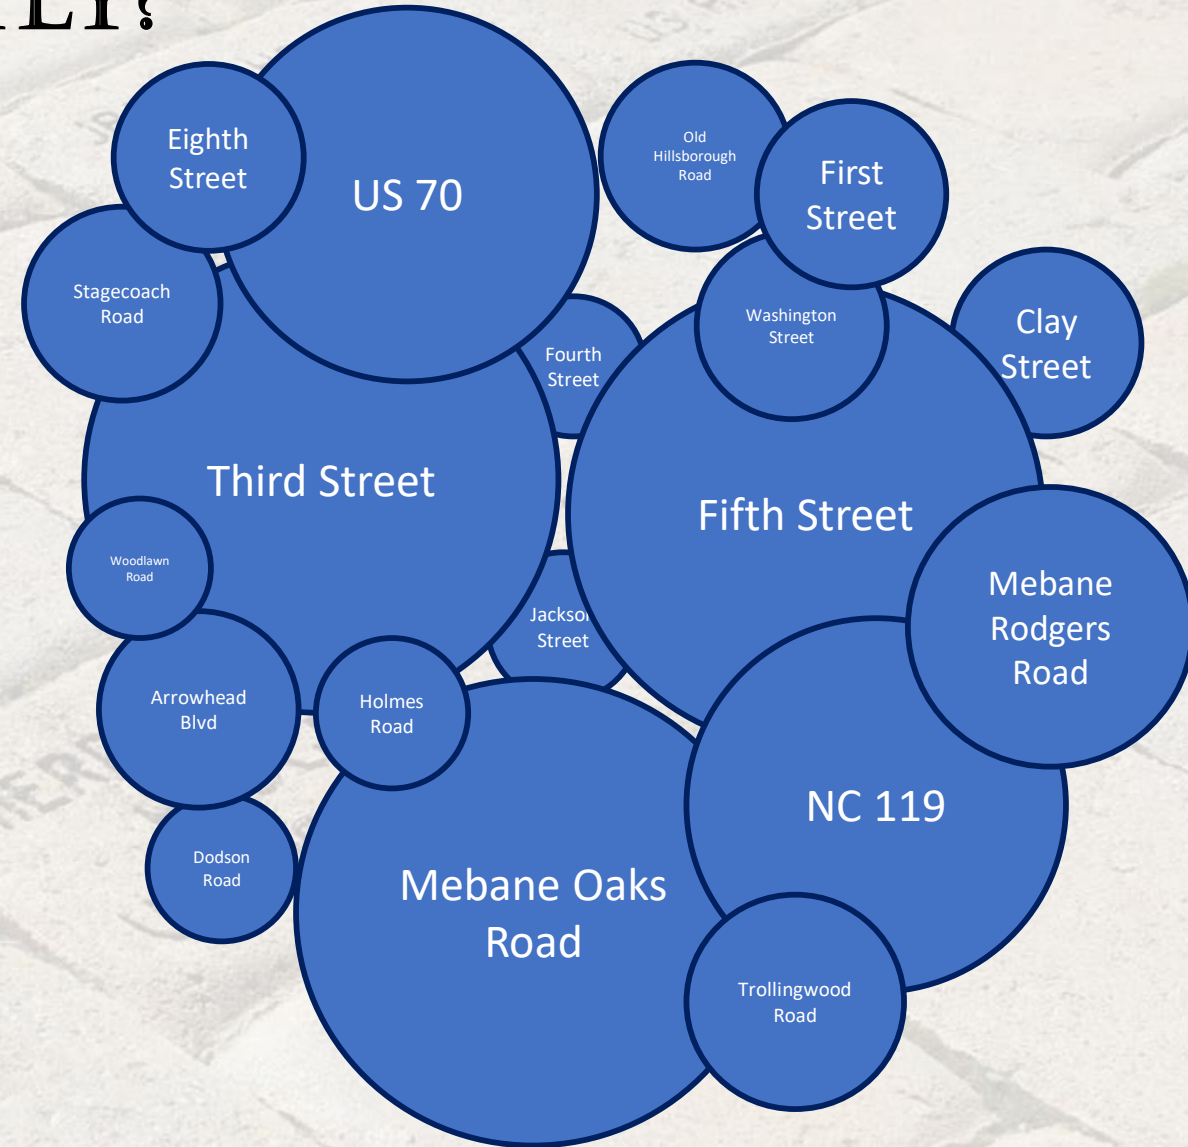 Eighth
Street
US 70
Old
Hillsborough
Road
First
Street
Stagecoach
Road
Washington
Street
Clay
Street
Fourth
Street
Third Street
Fifth Street
Woodlawn
Road
Jackson
Street
Mebane
Rodgers
Road
Arrowhead
Blvd
Holmes
Road
NC 119
Dodson
Road
Mebane Oaks
Road
Trollingwood
Road